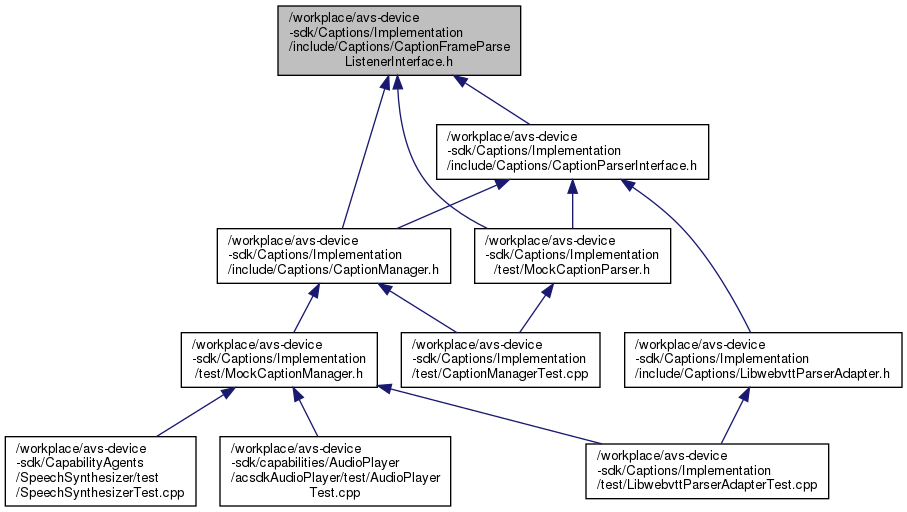 /workplace/avs-device
-sdk/Captions/Implementation
/include/Captions/CaptionFrameParse
ListenerInterface.h
/workplace/avs-device
-sdk/Captions/Implementation
/include/Captions/CaptionParserInterface.h
/workplace/avs-device
-sdk/Captions/Implementation
/include/Captions/CaptionManager.h
/workplace/avs-device
-sdk/Captions/Implementation
/test/MockCaptionParser.h
/workplace/avs-device
-sdk/Captions/Implementation
/test/MockCaptionManager.h
/workplace/avs-device
-sdk/Captions/Implementation
/test/CaptionManagerTest.cpp
/workplace/avs-device
-sdk/Captions/Implementation
/include/Captions/LibwebvttParserAdapter.h
/workplace/avs-device
-sdk/CapabilityAgents
/SpeechSynthesizer/test
/SpeechSynthesizerTest.cpp
/workplace/avs-device
-sdk/capabilities/AudioPlayer
/acsdkAudioPlayer/test/AudioPlayer
Test.cpp
/workplace/avs-device
-sdk/Captions/Implementation
/test/LibwebvttParserAdapterTest.cpp